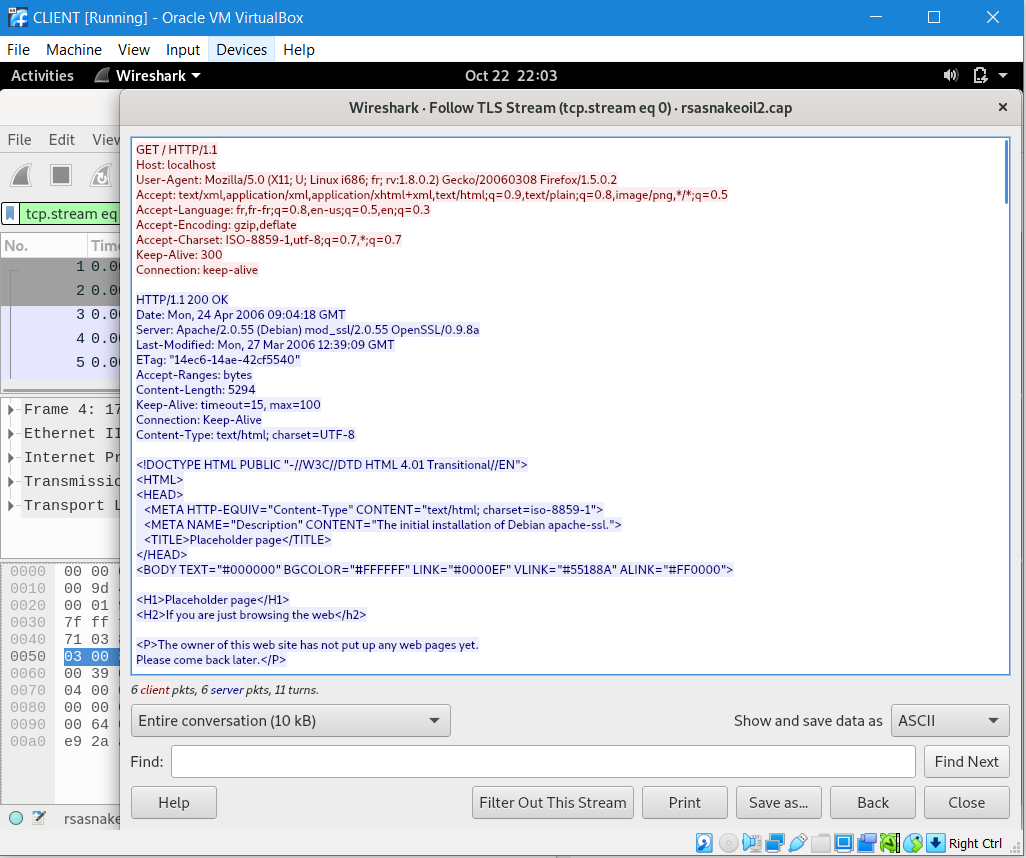 CLIENT [Running] - Oracle VM VirtualBox
File Machine View Input Devices Help
Activities Wireshark Oct 22 22:03
Wireshark · Follow TLS Stream (tcp.stream eq 0) · rsasnakeoil2.cap
File Edit View
tcp.stream eq
No. Time
1 0.00
2 0.00
3 0.00
4 0.00
5 0.00
Frame 4: 17
Ethernet II
Internet Pr
Transmissio
Transport L
0000 00 00
0010 00 9d
0020 00 01
0030 7f ff
0040 71 03
0050 03 00
0060 00 39
0070 04 00
0080 00 00
0090 00 64
00a0 e9 2a
rsasnake
GET / HTTP/1.1
Host: localhost
User-Agent: Mozilla/5.0 (X11; U; Linux i686; fr; rv:1.8.0.2) Gecko/20060308 Firefox/1.5.0.2
Accept: text/xml,application/xml,application/xhtml+xml,text/html;q=0.9,text/plain;q=0.8,image/png,*/*;q=0.5
Accept-Language: fr,fr-fr;q=0.8,en-us;q=0.5,en;q=0.3
Accept-Encoding: gzip,deflate
Accept-Charset: ISO-8859-1,utf-8;q=0.7,*;q=0.7
Keep-Alive: 300
Connection: keep-alive
HTTP/1.1 200 OK
Date: Mon, 24 Apr 2006 09:04:18 GMT
Server: Apache/2.0.55 (Debian) mod_ssl/2.0.55 OpenSSL/0.9.8a
Last-Modified: Mon, 27 Mar 2006 12:39:09 GMT
ETag: "14ec6-14ae-42cf5540"
Accept-Ranges: bytes
Content-Length: 5294
Keep-Alive: timeout=15, max=100
Connection: Keep-Alive
Content-Type: text/html; charset=UTF-8
<!DOCTYPE HTML PUBLIC "-//W3C//DTD HTML 4.01 Transitional//EN">
<HTML>
<HEAD>
<META HTTP-EQUIV="Content-Type" CONTENT="text/html; charset=iso-8859-1">
<META NAME="Description" CONTENT="The initial installation of Debian apache-ssl.">
<TITLE>Placeholder page</TITLE>
</HEAD>
<BODY TEXT="#000000" BGCOLOR="#FFFFFF" LINK="#0000EF" VLINK="#55188A" ALINK="#FF0000">
<H1>Placeholder page</H1>
<H2>If you are just browsing the web</h2>
<P>The owner of this web site has not put up any web pages yet.
Please come back later.</P>
6 client pkts, 6 server pkts, 11 turns.
Entire conversation (10 kB) Show and save data as ASCII
Find: Find Next
Help Filter Out This Stream Print Save as... Back Close
Right Ctrl